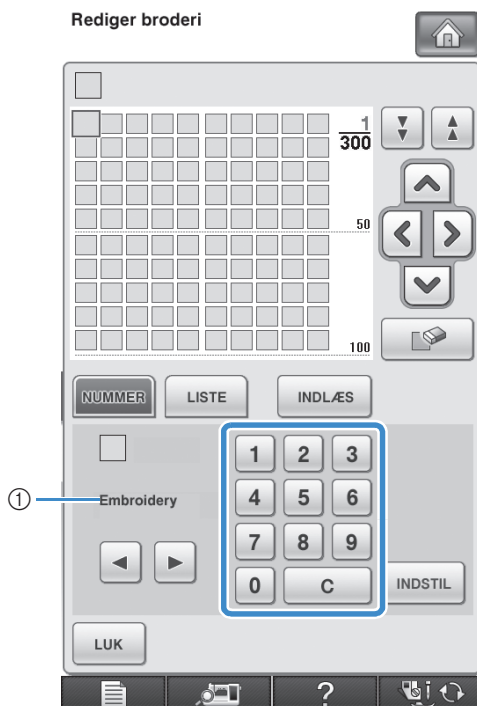 Rediger broderi
1
300
50
100
NUMMER LISTE INDLÆS
1 2 3
① Embroidery 4 5 6
7 8 9
0 C INDSTIL
LUK
?